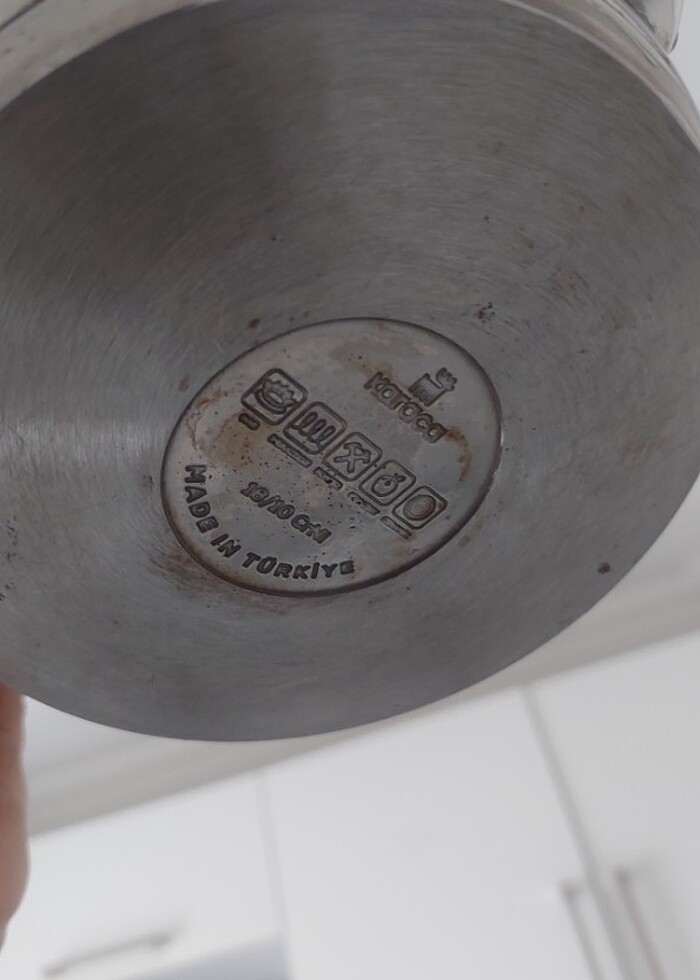 karaca
18/10 CrNi
MADE IN TÜRKİYE